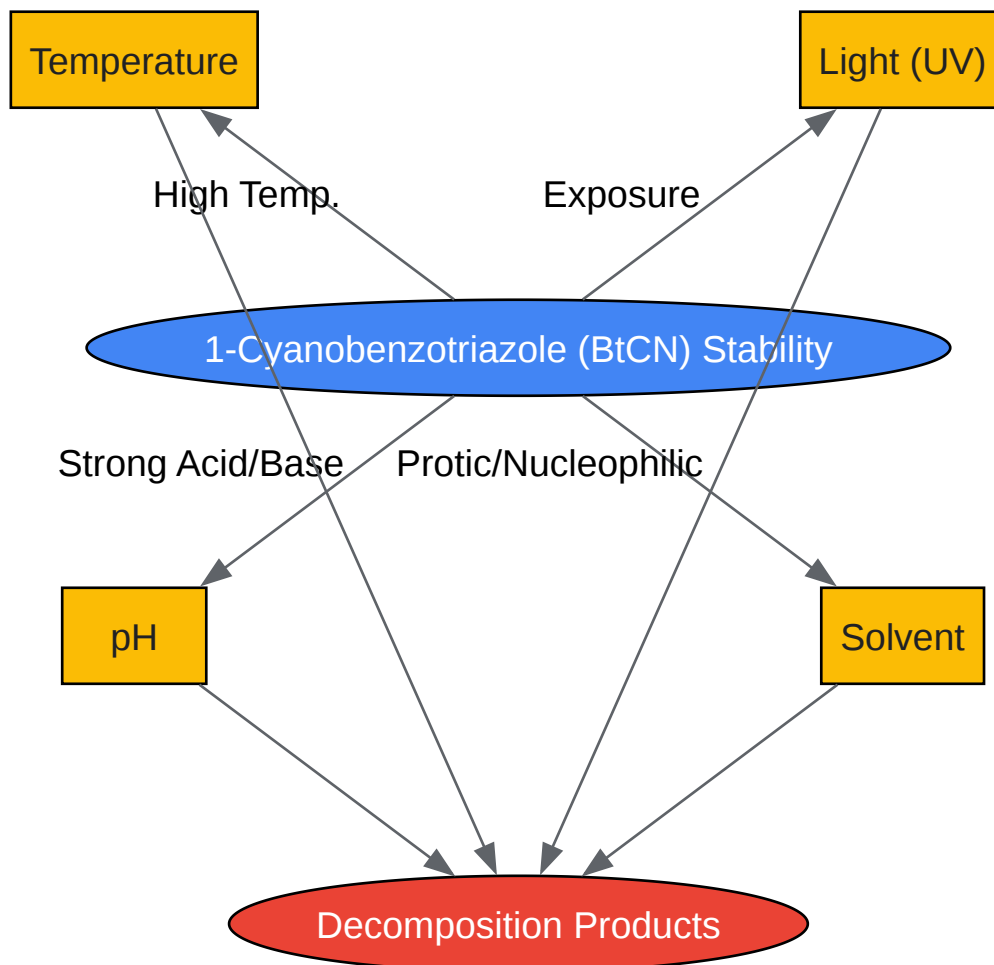 Temperature
Light (UV)
High Temp.
Exposure
1-Cyanobenzotriazole (BtCN) Stability
Strong Acid/Base
Protic/Nucleophilic
pH
Solvent
Decomposition Products